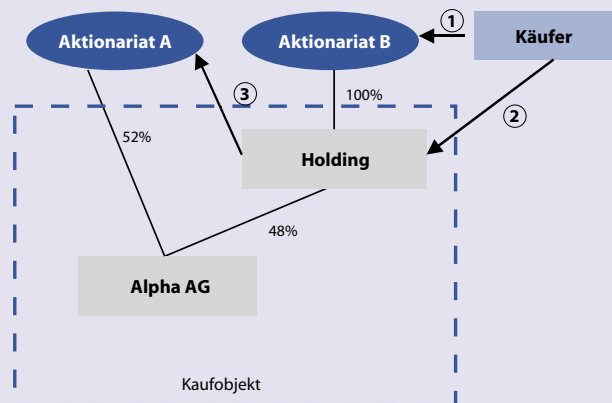 Aktionariat A
Aktionariat B
①
Käufer
③
②
100%
52%
Holding
48%
Alpha AG
Kaufobjekt